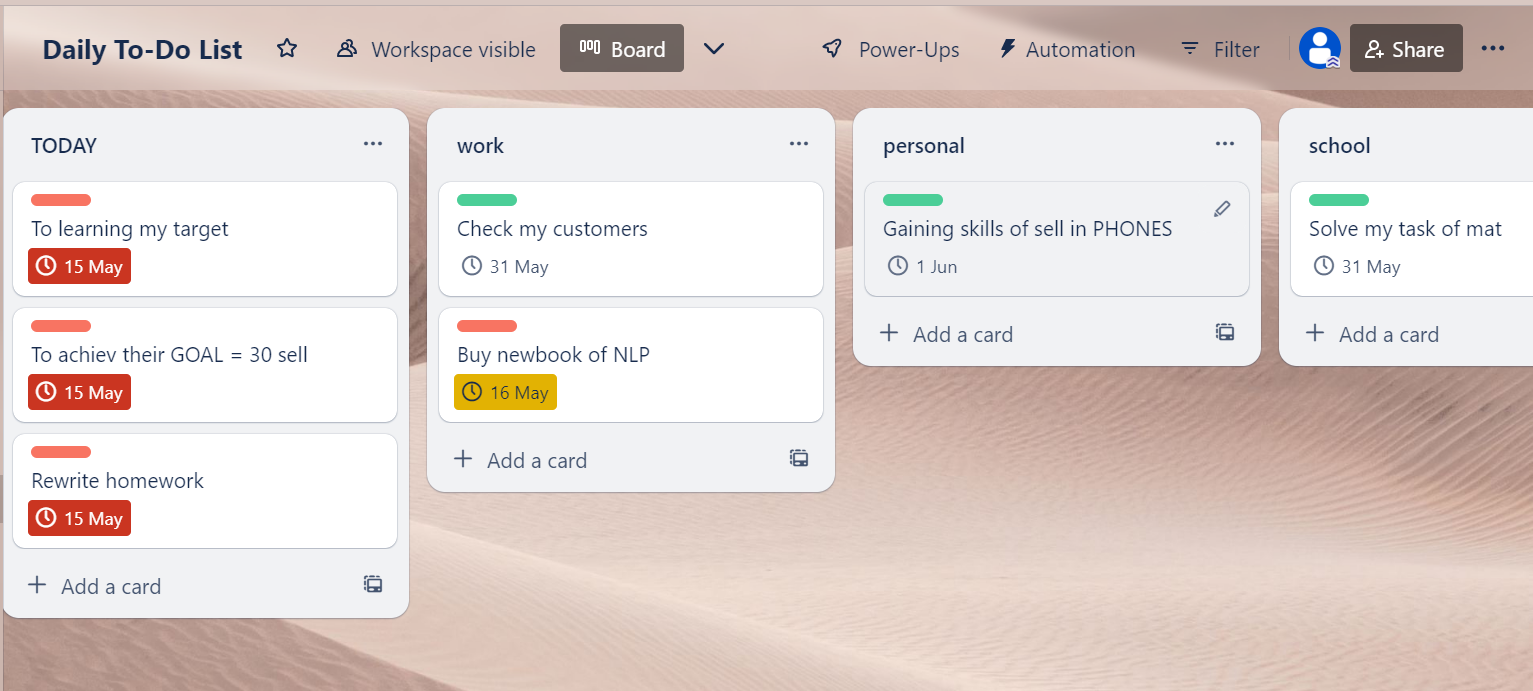 Daily To-Do List
Workspace visible
Board
Power-Ups
Automation
Filter
Share
TODAY
To learning my target
15 May
To achiev their GOAL = 30 sell
15 May
Rewrite homework
15 May
Add a card
work
Check my customers
31 May
Buy newbook of NLP
16 May
Add a card
personal
Gaining skills of sell in PHONES
1 Jun
Add a card
school
Solve my task of mat
31 May
Add a card